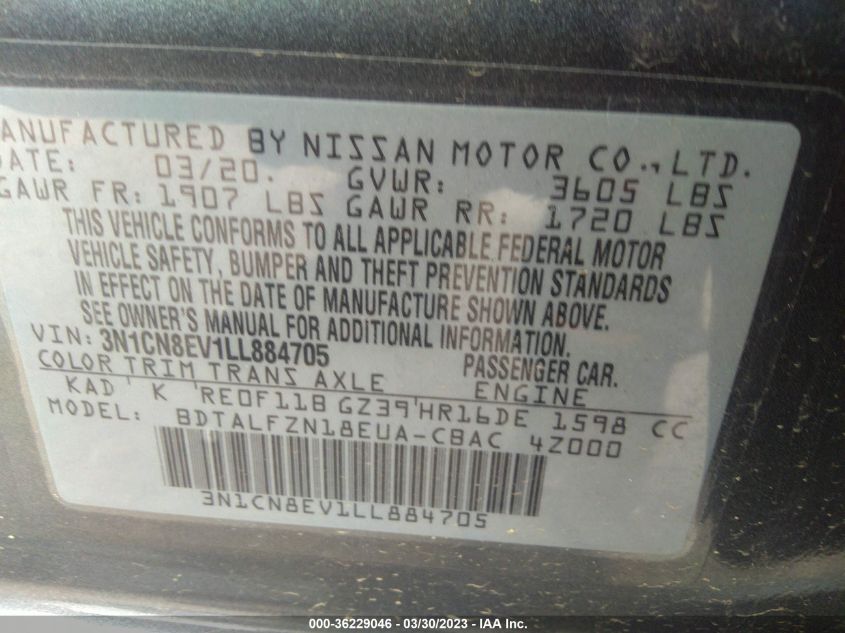 ANUFACTURED BY NISSAN MOTOR CO., LTD.
DATE: 03/20. GVWR: 3605 LBS
GAWR FR: 1907 LBS GAWR RR: 1720 LBS
THIS VEHICLE CONFORMS TO ALL APPLICABLE FEDERAL MOTOR
VEHICLE SAFETY, BUMPER AND THEFT PREVENTION STANDARDS
IN EFFECT ON THE DATE OF MANUFACTURE SHOWN ABOVE.
SEE OWNER'S MANUAL FOR ADDITIONAL INFORMATION.
VIN: 3N1CN8EV1LL884705 PASSENGER CAR.
COLOR TRIM TRANS AXLE ENGINE
KAD' K 'RE0F11B GZ39'HR16DE 1598 CC
MODEL: BDTALFZN18EUA-CBAC 4Z000
3N1CN8EV1LL884705
000-36229046 - 03/30/2023 - IAA Inc.